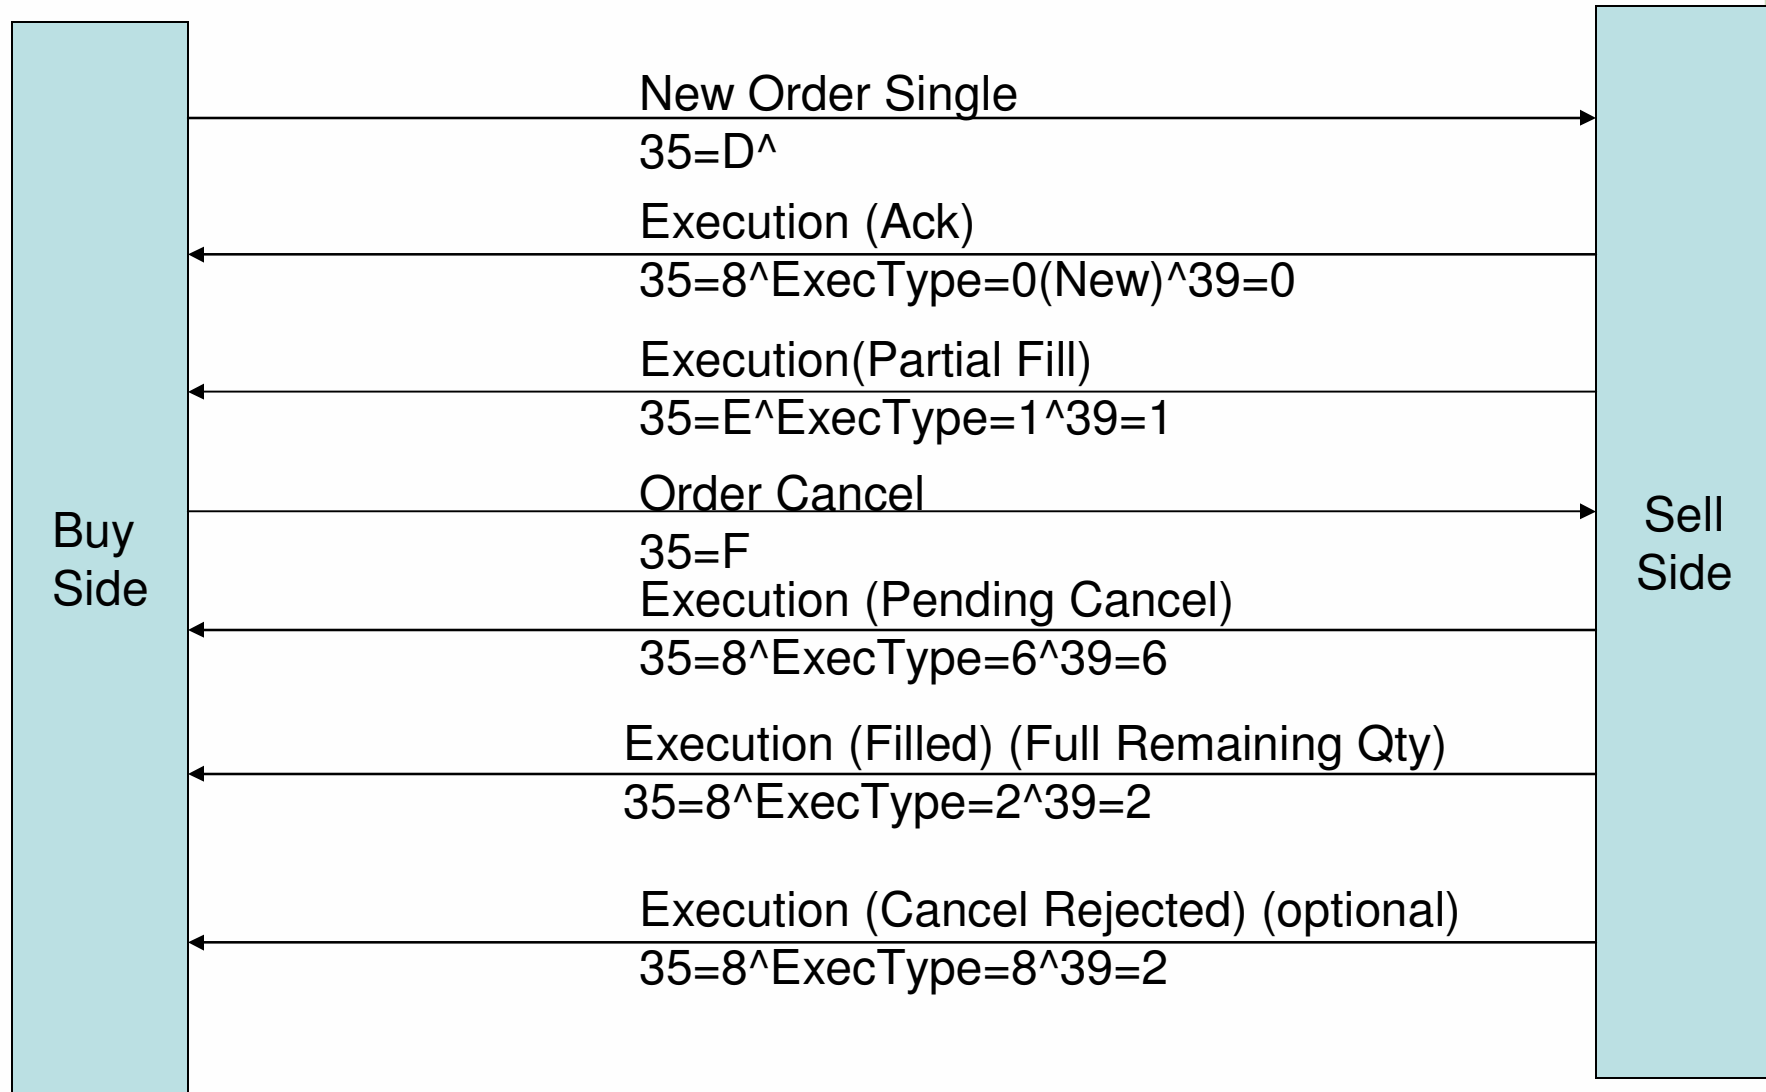 New Order Single
35=D^
Execution (Ack)
35=8^ExecType=0(New)^39=0
Execution(Partial Fill)
35=E^ExecType=1^39=1
Order Cancel
35=F
Buy
Side
Sell
Side
Execution (Pending Cancel)
35=8^ExecType=6^39=6
Execution (Filled) (Full Remaining Qty)
35=8^ExecType=2^39=2
Execution (Cancel Rejected) (optional)
35=8^ExecType=8^39=2